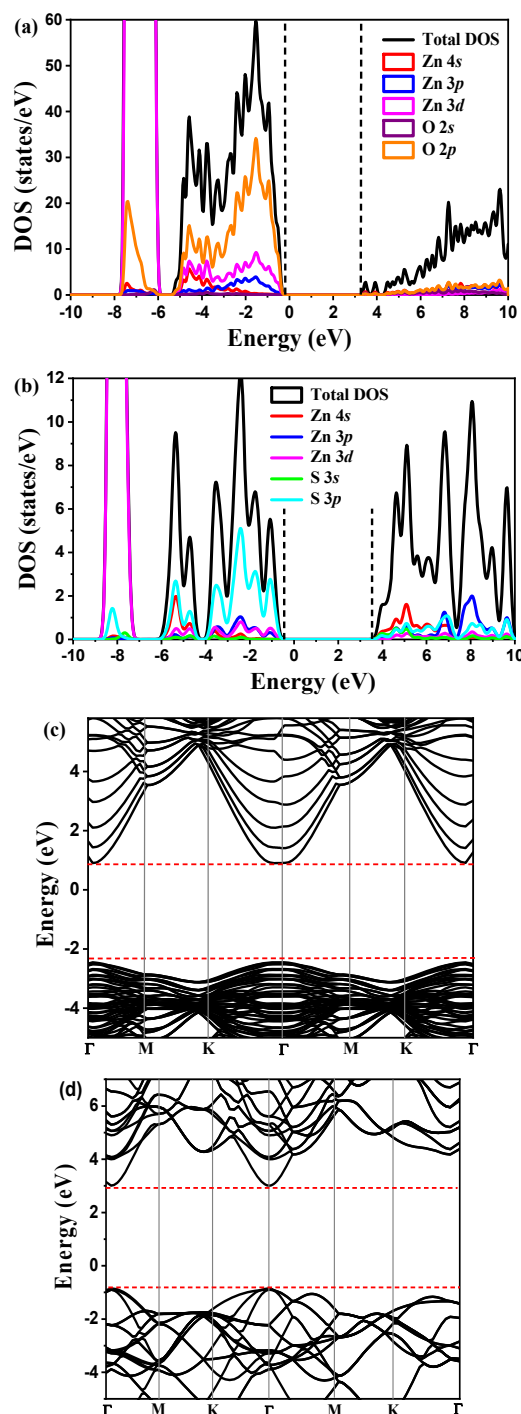 (a)
60
50
40
30
20
10
0
DOS (states/eV)
Total DOS
Zn 4s
Zn 3p
Zn 3d
O 2s
O 2p
-10 -8 -6 -4 -2 0 2 4 6 8 10
Energy (eV)
(b)
12
10
8
6
4
2
0
DOS (states/eV)
Total DOS
Zn 4s
Zn 3p
Zn 3d
S 3s
S 3p
-10 -8 -6 -4 -2 0 2 4 6 8 10
Energy (eV)
(c)
4
2
0
-2
-4
Energy (eV)
Γ M K Γ M K Γ
(d)
6
4
2
0
-2
-4
Energy (eV)
Γ M K Γ M K Γ